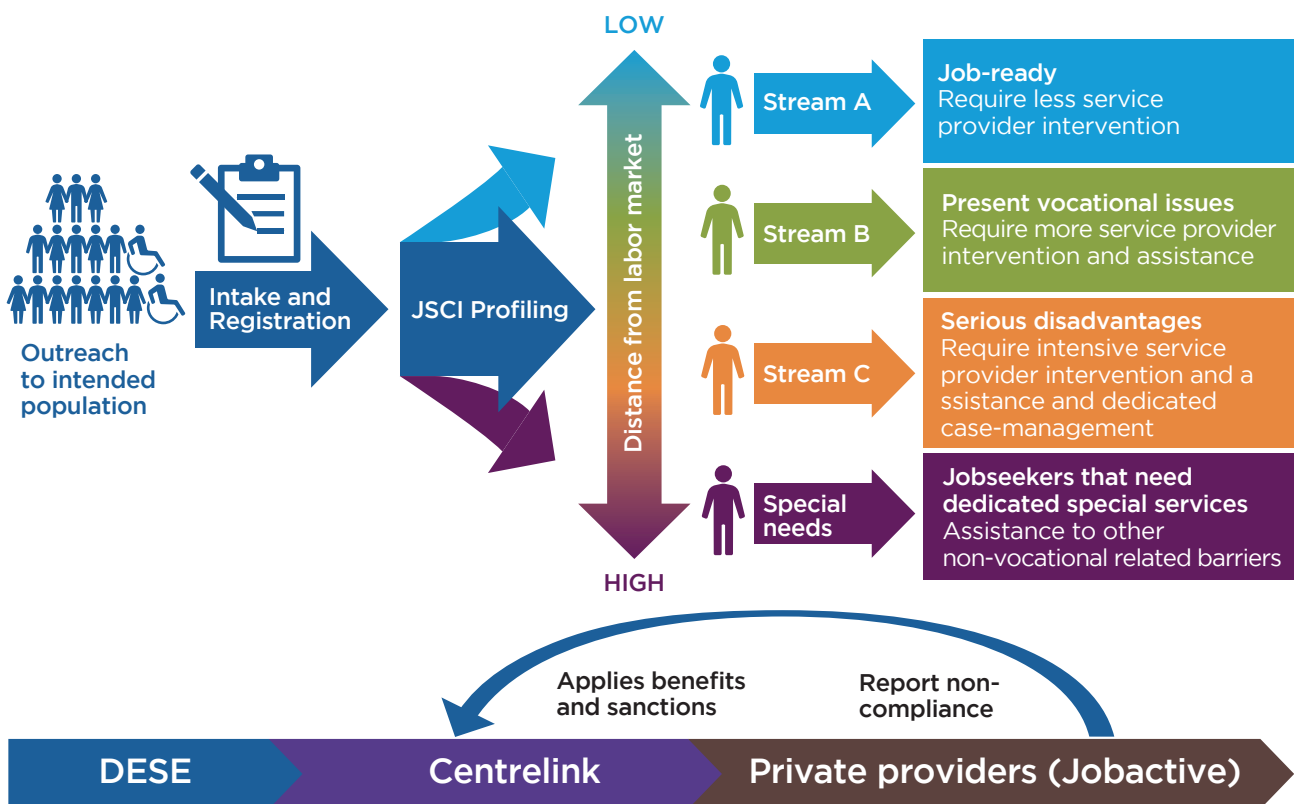 Outreach
to intended
population
Intake and
Registration
JSCI Profiling
LOW
Distance from labor market
HIGH
Stream A
Job-ready
Require less service
provider intervention
Stream B
Present vocational issues
Require more service provider
intervention and assistance
Stream C
Serious disadvantages
Require intensive service
provider intervention and a
ssistance and dedicated
case-management
Special
needs
Jobseekers that need
dedicated special services
Assistance to other
non-vocational related barriers
Applies benefits
and sanctions
Report non-
compliance
DESE
Centrelink
Private providers (Jobactive)